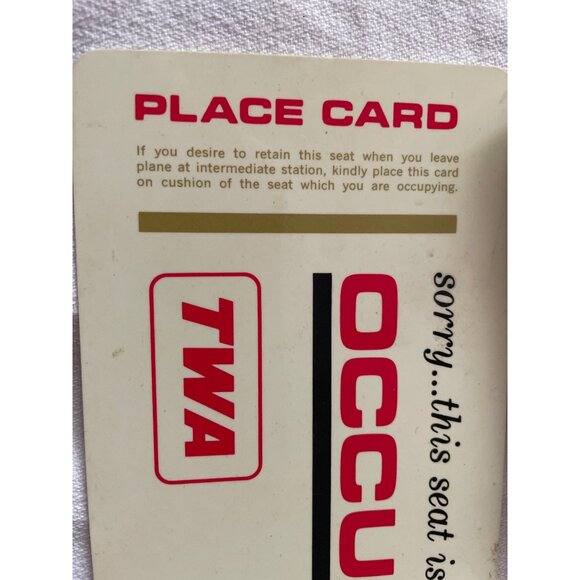 PLACE CARD
If you desire to retain this seat when you leave
plane at intermediate station, kindly place this card
on cushion of the seat which you are occupying.
sorry...this seat is
OCCU
TWA